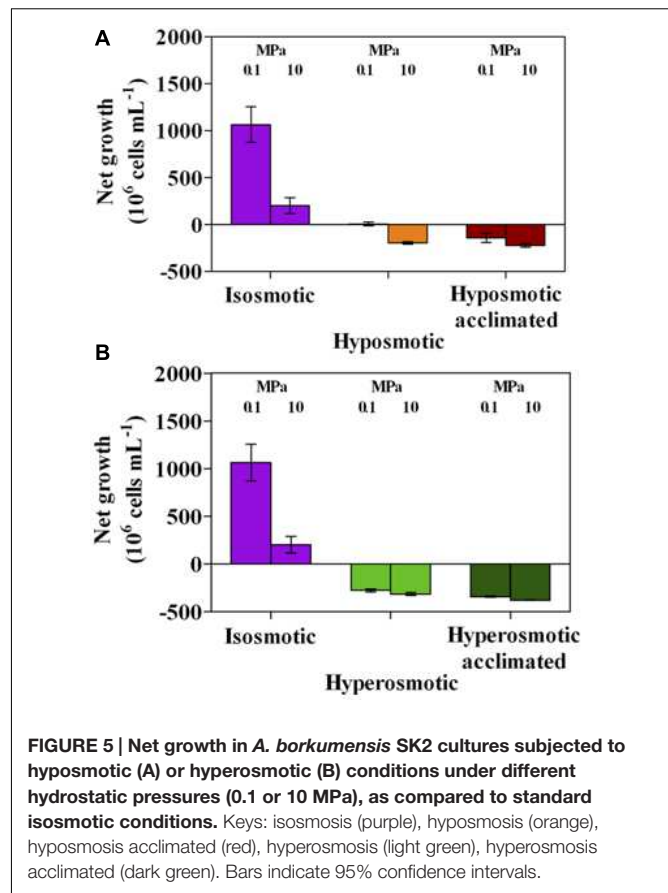 A
2000
1500
1000
500
0
-500
Net growth
(10⁶ cells mL⁻¹)
MPa MPa MPa
0.1 10 0.1 10 0.1 10
Isosmotic
Hyposmotic
acclimated
Hyposmotic
B
2000
1500
1000
500
0
-500
Net growth
(10⁶ cells mL⁻¹)
MPa MPa MPa
0.1 10 0.1 10 0.1 10
Isosmotic
Hyperosmotic
acclimated
Hyperosmotic
FIGURE 5 | Net growth in A. borkumensis SK2 cultures subjected to
hyposmotic (A) or hyperosmotic (B) conditions under different
hydrostatic pressures (0.1 or 10 MPa), as compared to standard
isosmotic conditions. Keys: isosmosis (purple), hyposmosis (orange),
hyposmosis acclimated (red), hyperosmosis (light green), hyperosmosis
acclimated (dark green). Bars indicate 95% confidence intervals.